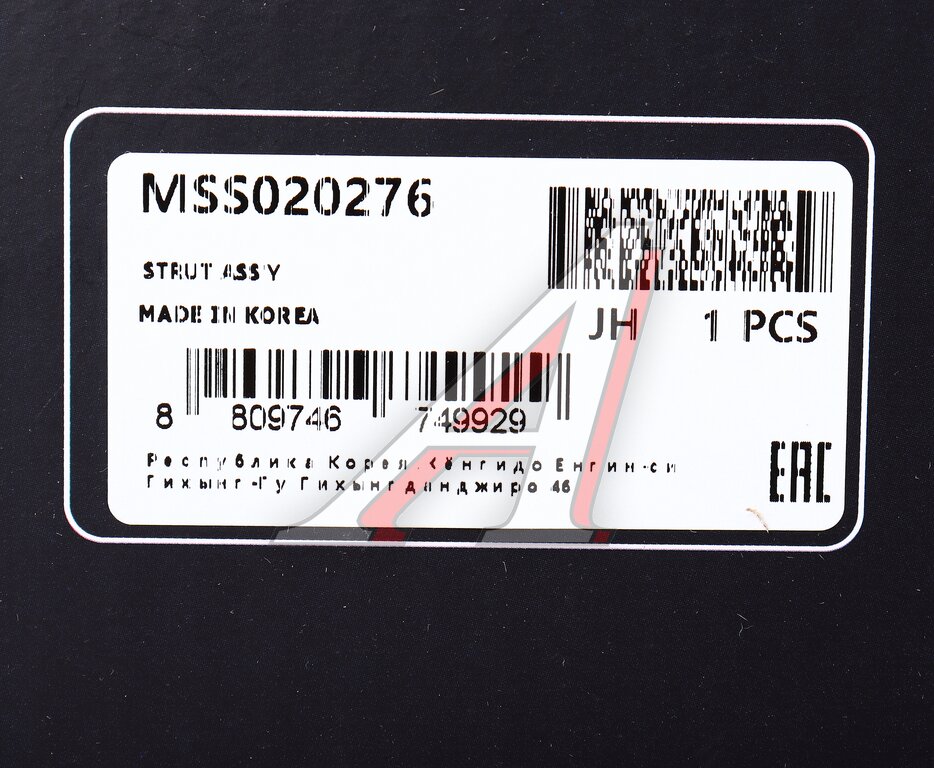 MSS020276
STRUT ASS'Y
MADE IN KOREA
JH 1 PCS
8 809746 749929
Республика Корея, Кёнгидо Енгин-си
Гихынг-Гу Гихынгданджиро 46
EAC